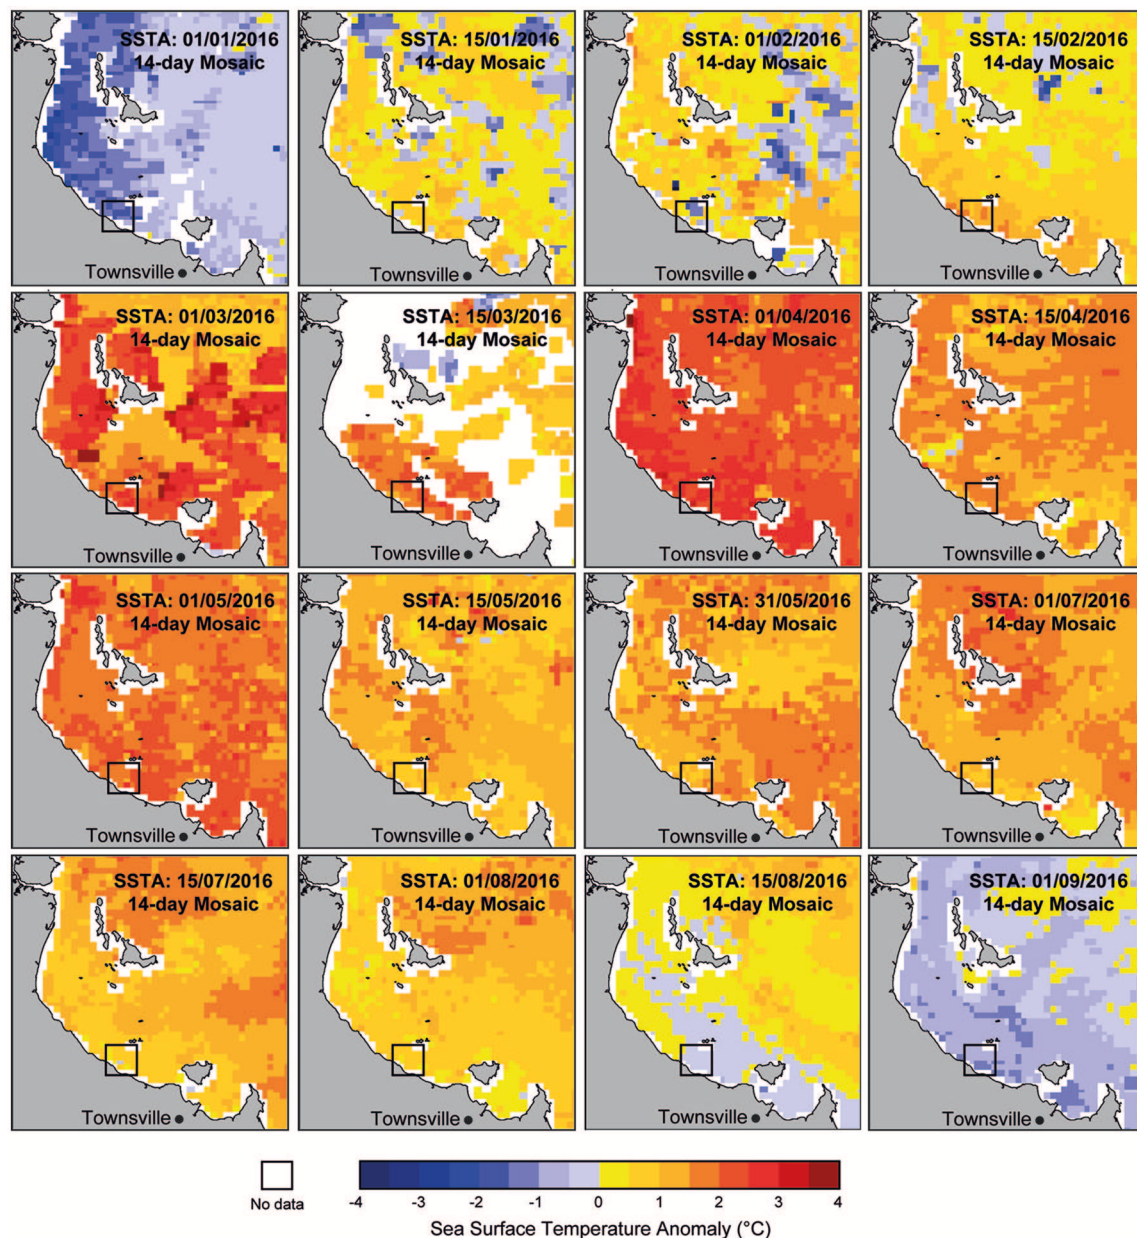 SSTA: 01/01/2016
14-day Mosaic
Townsville
SSTA: 15/01/2016
14-day Mosaic
Townsville
SSTA: 01/02/2016
14-day Mosaic
Townsville
SSTA: 15/02/2016
14-day Mosaic
Townsville
SSTA: 01/03/2016
14-day Mosaic
Townsville
SSTA: 15/03/2016
14-day Mosaic
Townsville
SSTA: 01/04/2016
14-day Mosaic
Townsville
SSTA: 15/04/2016
14-day Mosaic
Townsville
SSTA: 01/05/2016
14-day Mosaic
Townsville
SSTA: 15/05/2016
14-day Mosaic
Townsville
SSTA: 31/05/2016
14-day Mosaic
Townsville
SSTA: 01/07/2016
14-day Mosaic
Townsville
SSTA: 15/07/2016
14-day Mosaic
Townsville
SSTA: 01/08/2016
14-day Mosaic
Townsville
SSTA: 15/08/2016
14-day Mosaic
Townsville
SSTA: 01/09/2016
14-day Mosaic
Townsville
No data
-4 -3 -2 -1 0 1 2 3 4
Sea Surface Temperature Anomaly (°C)